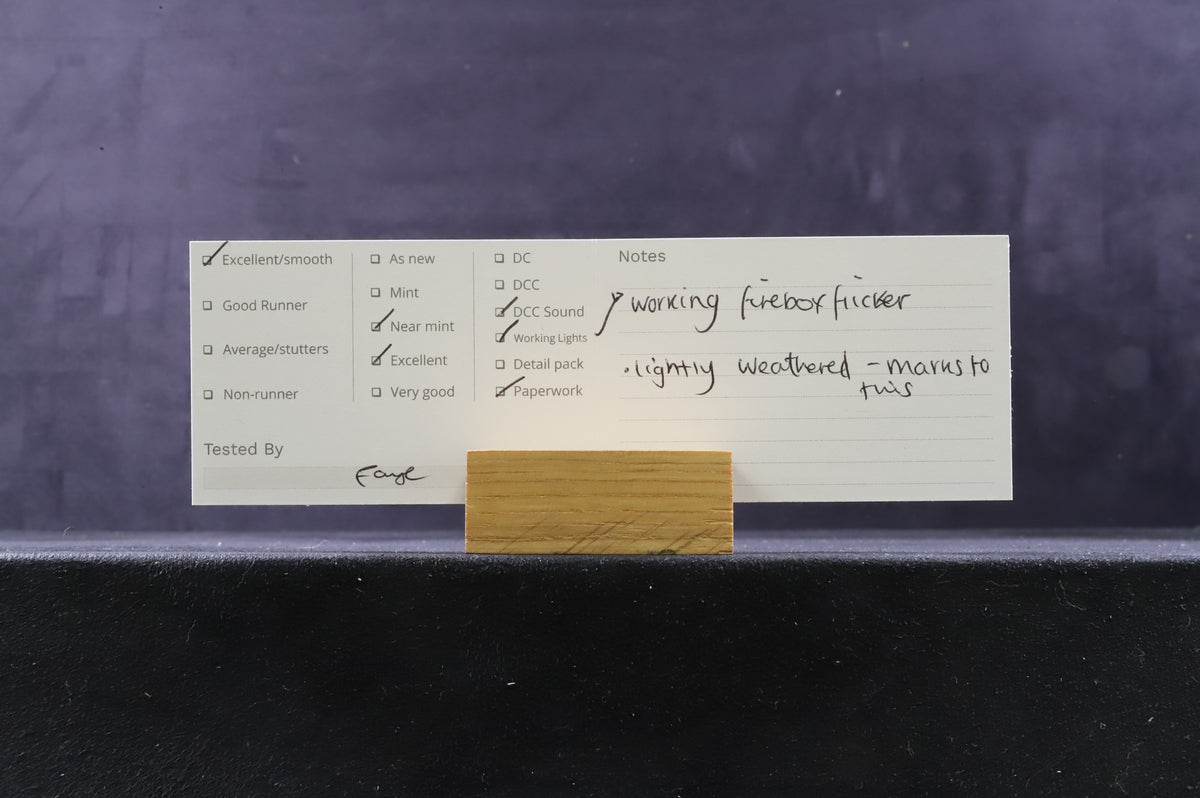 Excellent/smooth
Good Runner
Average/stutters
Non-runner
Tested By
Faye
As new
Mint
Near mint
Excellent
Very good
DC
DCC
DCC Sound
Working Lights
Detail pack
Paperwork
Notes
working firebox flicker
• lightly weathered – marks to
this